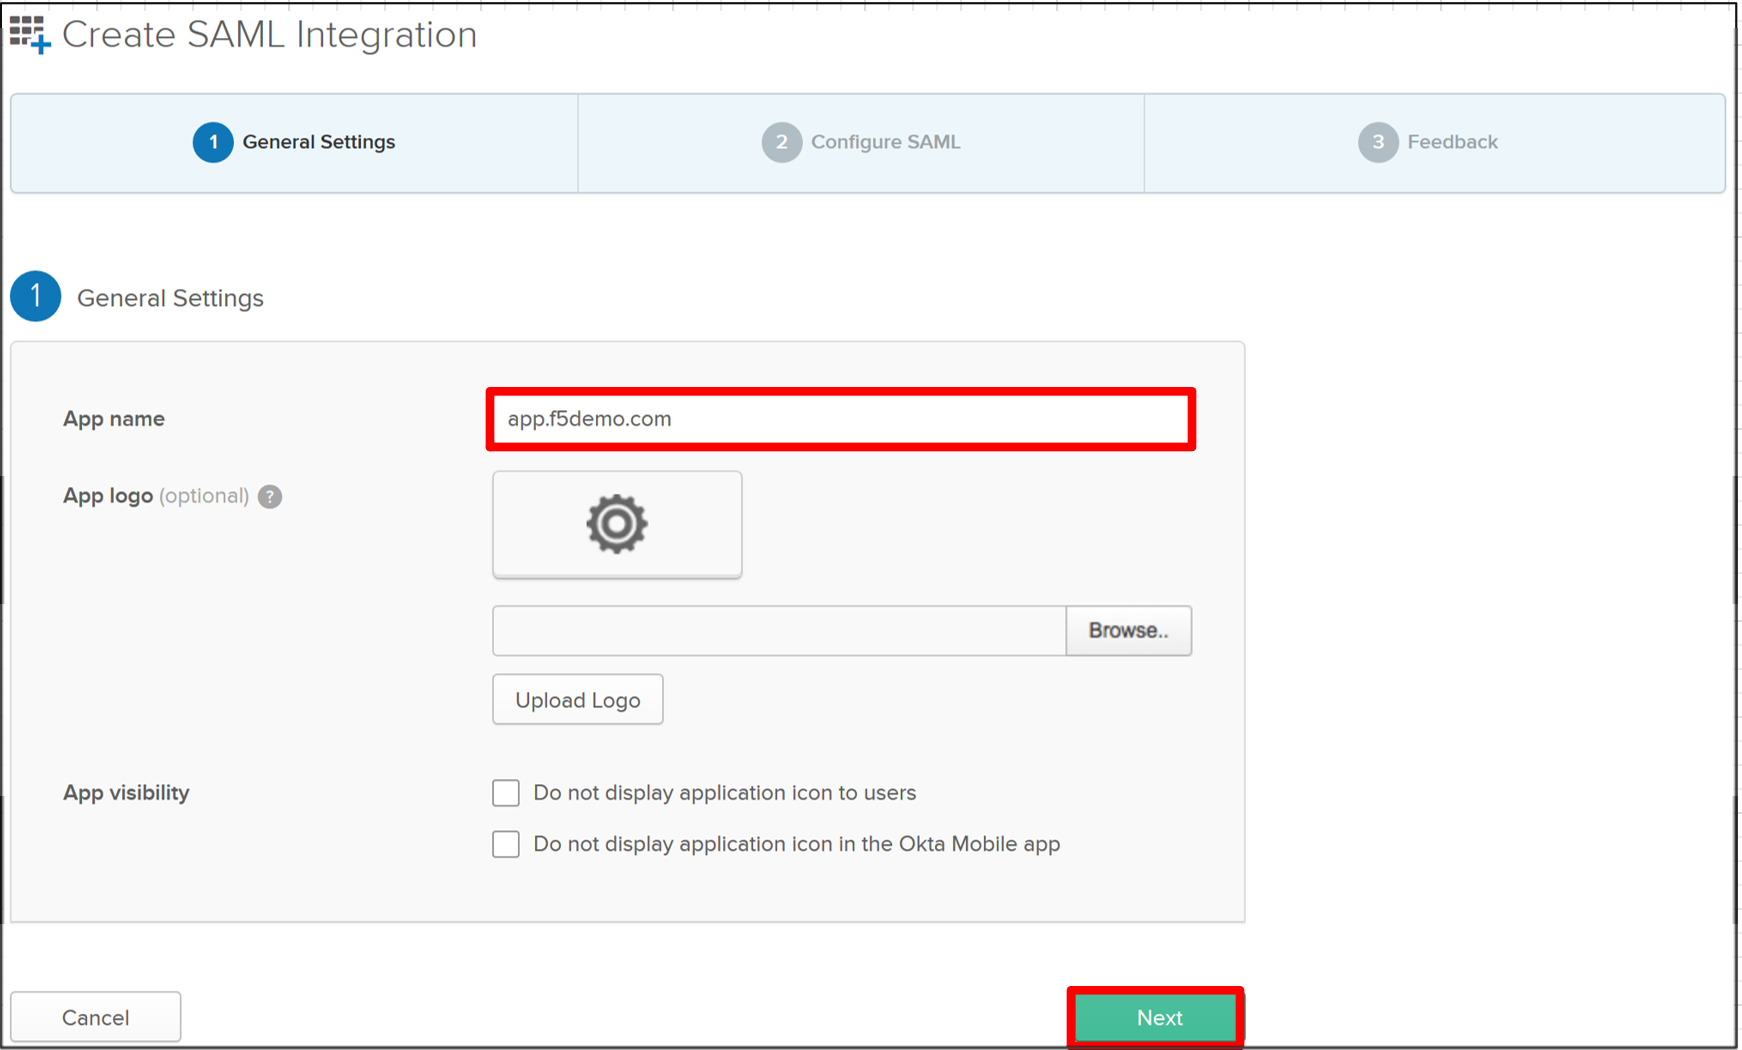 Create SAML Integration
1 General Settings
2 Configure SAML
3 Feedback
1 General Settings
App name
app.f5demo.com
App logo (optional) ?
Browse..
Upload Logo
App visibility
Do not display application icon to users
Do not display application icon in the Okta Mobile app
Cancel
Next